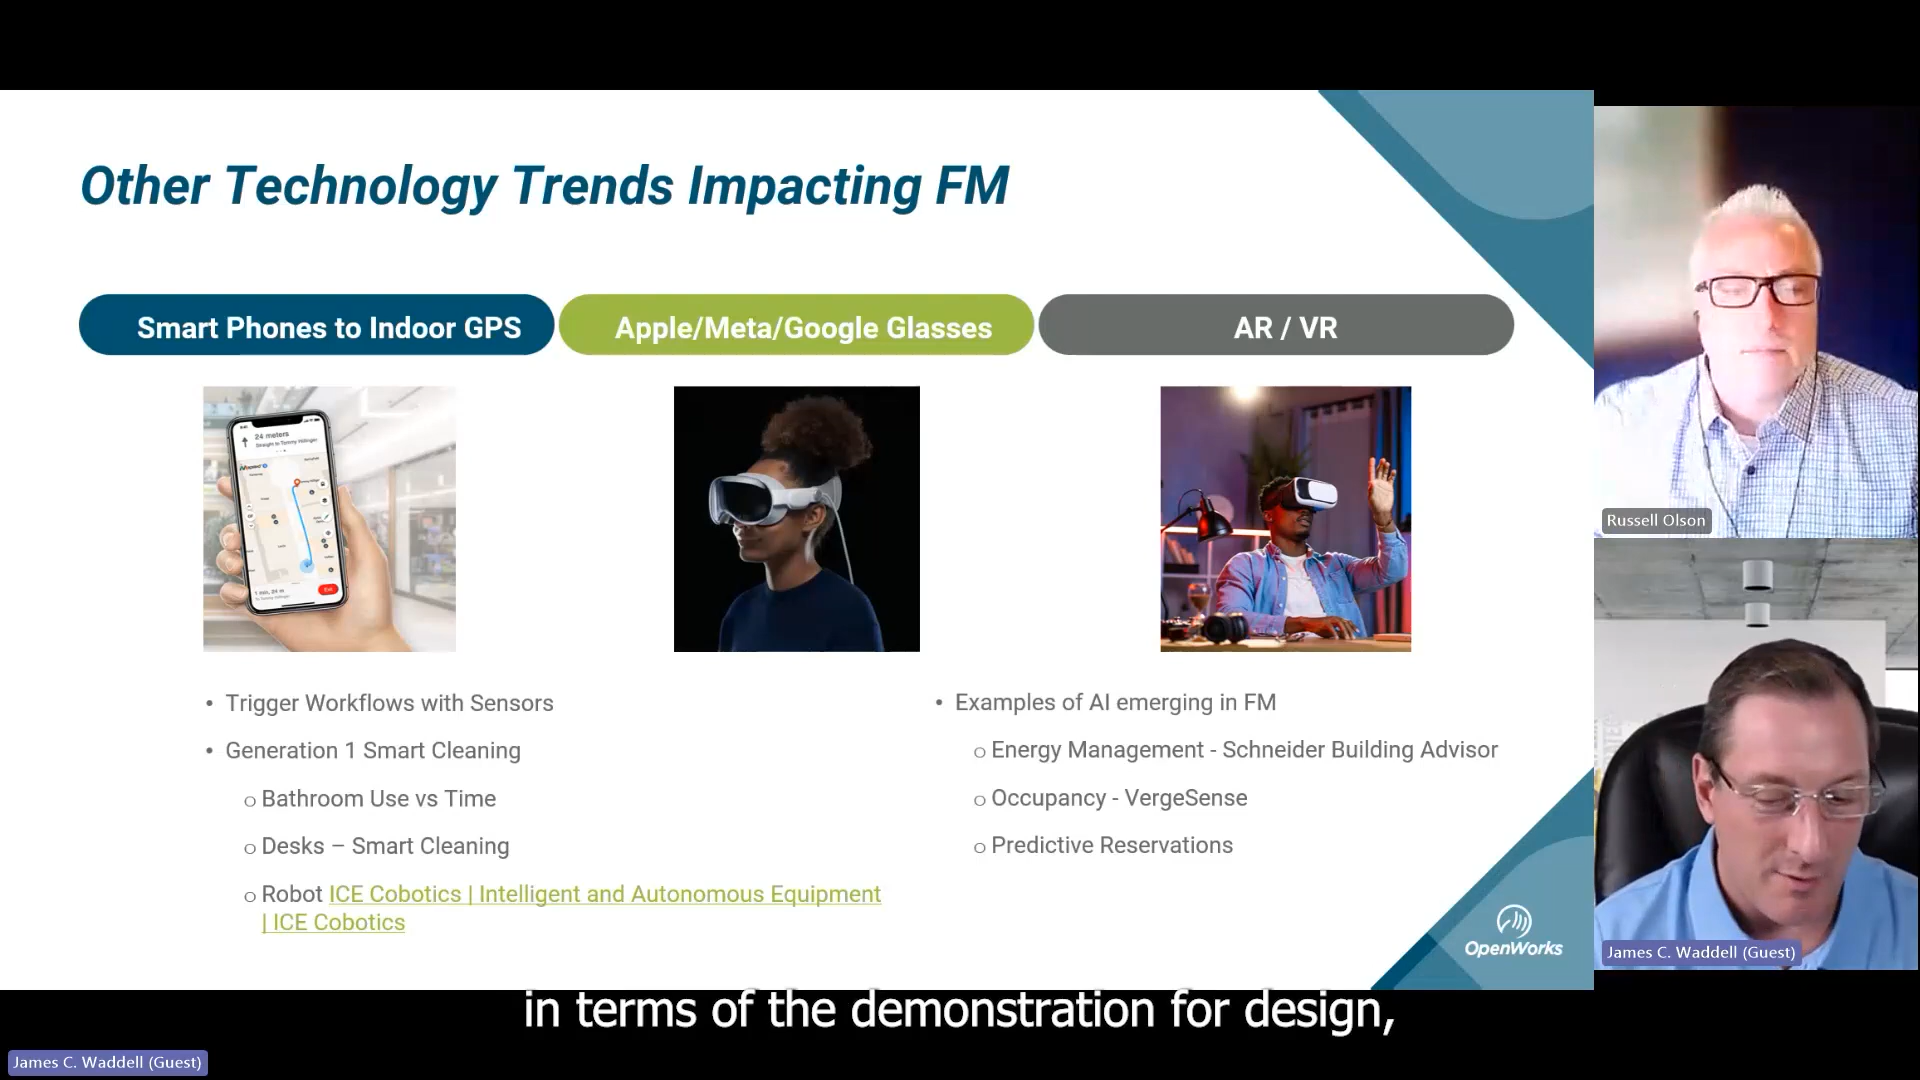 Other Technology Trends Impacting FM
Smart Phones to Indoor GPS
Apple/Meta/Google Glasses
AR / VR
24 meters
• Trigger Workflows with Sensors
• Generation 1 Smart Cleaning
o Bathroom Use vs Time
o Desks – Smart Cleaning
o Robot ICE Cobotics | Intelligent and Autonomous Equipment
| ICE Cobotics
• Examples of AI emerging in FM
o Energy Management - Schneider Building Advisor
o Occupancy - VergeSense
o Predictive Reservations
OpenWorks
Russell Olson
James C. Waddell (Guest)
in terms of the demonstration for design,
James C. Waddell (Guest)